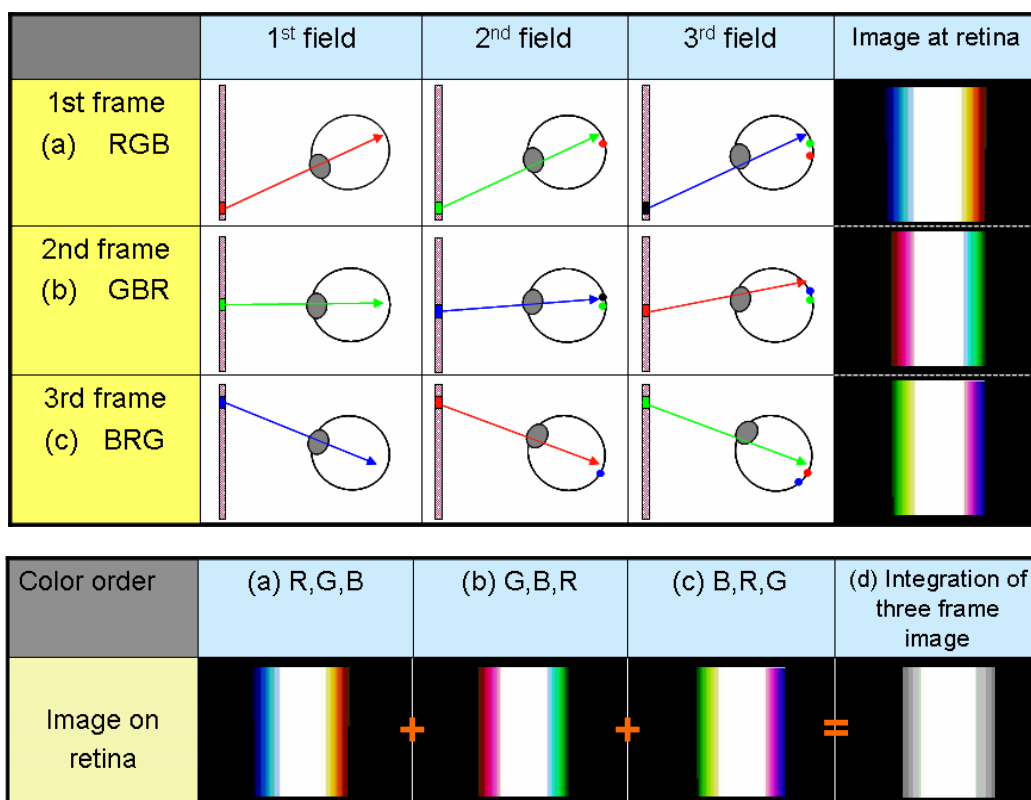 1st field
2nd field
3rd field
Image at retina
1st frame
(a) RGB
2nd frame
(b) GBR
3rd frame
(c) BRG
Color order
(a) R,G,B
(b) G,B,R
(c) B,R,G
(d) Integration of
three frame
image
Image on
retina
+
+
=